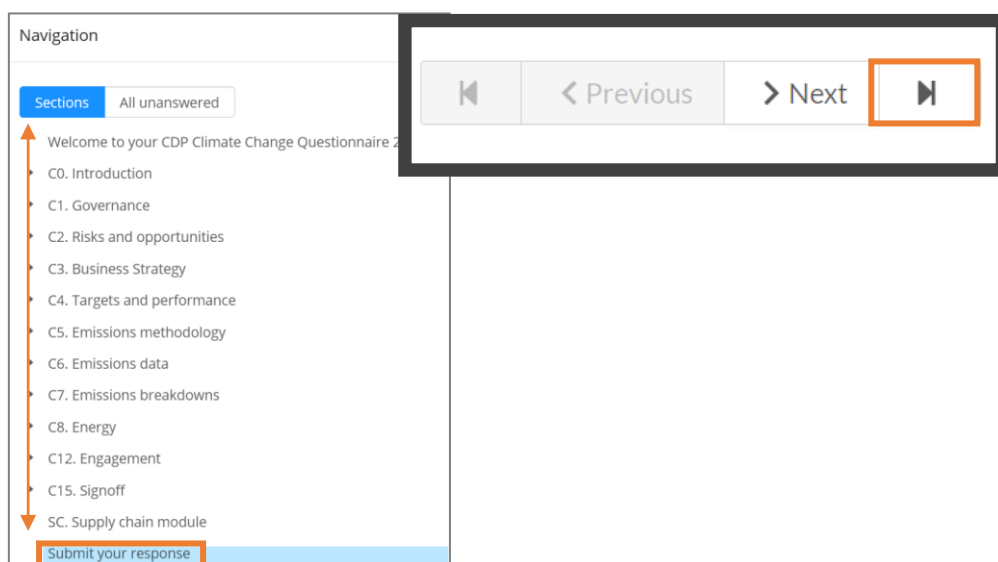 Navigation
Sections All unanswered
Welcome to your CDP Climate Change Questionnaire
C0. Introduction
C1. Governance
C2. Risks and opportunities
C3. Business Strategy
C4. Targets and performance
C5. Emissions methodology
C6. Emissions data
C7. Emissions breakdowns
C8. Energy
C12. Engagement
C15. Signoff
SC. Supply chain module
Submit your response
Previous Next